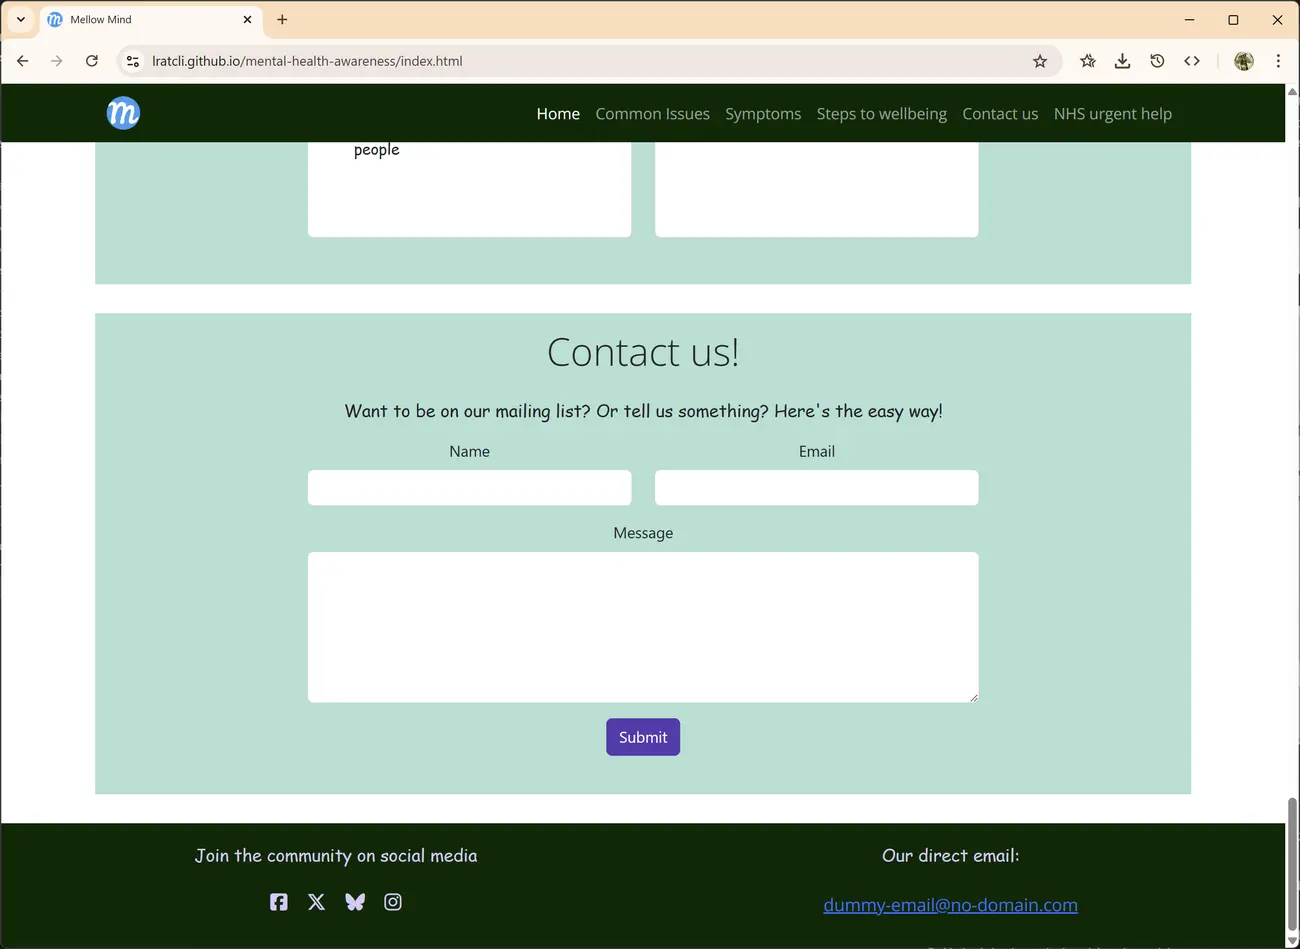 Mellow Mind
lratcli.github.io/mental-health-awareness/index.html
m
Home Common Issues Symptoms Steps to wellbeing Contact us NHS urgent help
people
Contact us!
Want to be on our mailing list? Or tell us something? Here's the easy way!
Name Email
Message
Submit
Join the community on social media
Our direct email:
dummy-email@no-domain.com